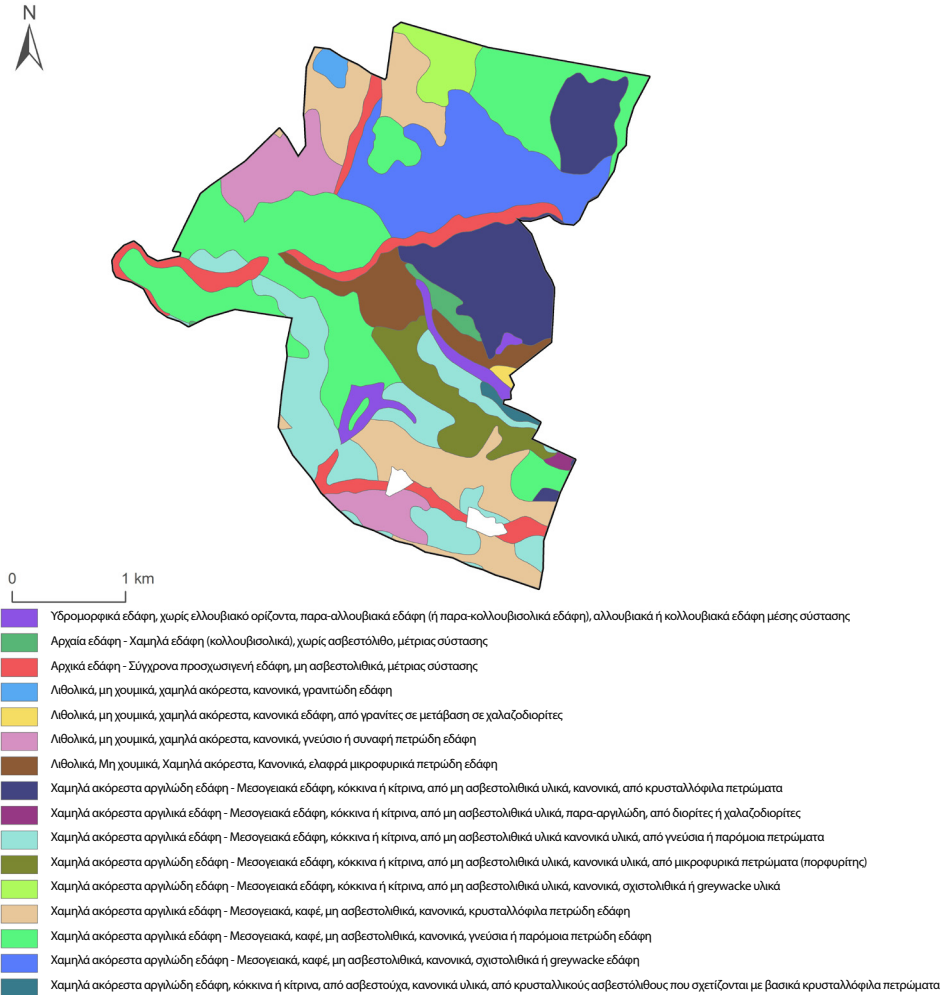 N
0 1 km
Υδρομορφικά εδάφη, χωρίς ελλουβιακό ορίζοντα, παρα-αλλουβιακά εδάφη (ή παρα-κολλουβισολικά εδάφη), αλλουβιακά ή κολλουβιακά εδάφη μέσης σύστασης
Αρχαία εδάφη - Χαμηλά εδάφη (κολλουβισολικά), χωρίς ασβεστόλιθο, μέτριας σύστασης
Αρχικά εδάφη - Σύγχρονα προσχωσιγενή εδάφη, μη ασβεστολιθικά, μέτριας σύστασης
Λιθολικά, μη χουμικά, χαμηλά ακόρεστα, κανονικά, γρανιτώδη εδάφη
Λιθολικά, μη χουμικά, χαμηλά ακόρεστα, κανονικά εδάφη, από γρανίτες σε μετάβαση σε χαλαζοδιορίτες
Λιθολικά, μη χουμικά, χαμηλά ακόρεστα, κανονικά, γνεύσιο ή συναφή πετρώδη εδάφη
Λιθολικά, Μη χουμικά, Χαμηλά ακόρεστα, Κανονικά, ελαφρά μικροφυρικά πετρώδη εδάφη
Χαμηλά ακόρεστα αργιλώδη εδάφη - Μεσογειακά εδάφη, κόκκινα ή κίτρινα, από μη ασβεστολιθικά υλικά, κανονικά, από κρυσταλλόφιλα πετρώματα
Χαμηλά ακόρεστα αργιλικά εδάφη - Μεσογειακά εδάφη, κόκκινα ή κίτρινα, από μη ασβεστολιθικά υλικά, παρα-αργιλώδη, από διορίτες ή χαλαζοδιορίτες
Χαμηλά ακόρεστα αργιλικά εδάφη - Μεσογειακά εδάφη, κόκκινα ή κίτρινα, από μη ασβεστολιθικά υλικά κανονικά υλικά, από γνεύσια ή παρόμοια πετρώματα
Χαμηλά ακόρεστα αργιλώδη εδάφη - Μεσογειακά εδάφη, κόκκινα ή κίτρινα, από μη ασβεστολιθικά υλικά, κανονικά υλικά, από μικροφυρικά πετρώματα (πορφυρίτης)
Χαμηλά ακόρεστα αργιλώδη εδάφη - Μεσογειακά εδάφη, κόκκινα ή κίτρινα, από μη ασβεστολιθικά υλικά, κανονικά, σχιστολιθικά ή greywacke υλικά
Χαμηλά ακόρεστα αργιλικά εδάφη - Μεσογειακά, καφέ, μη ασβεστολιθικά, κανονικά, κρυσταλλόφιλα πετρώδη εδάφη
Χαμηλά ακόρεστα αργιλικά εδάφη - Μεσογειακά, καφέ, μη ασβεστολιθικά, κανονικά, γνεύσια ή παρόμοια πετρώδη εδάφη
Χαμηλά ακόρεστα αργιλικά εδάφη - Μεσογειακά, καφέ, μη ασβεστολιθικά, κανονικά, σχιστολιθικά ή greywacke εδάφη
Χαμηλά ακόρεστα αργιλώδη εδάφη, κόκκινα ή κίτρινα, από ασβεστούχα, κανονικά υλικά, από κρυσταλλικούς ασβεστόλιθους που σχετίζονται με βασικά κρυσταλλόφιλα πετρώματα